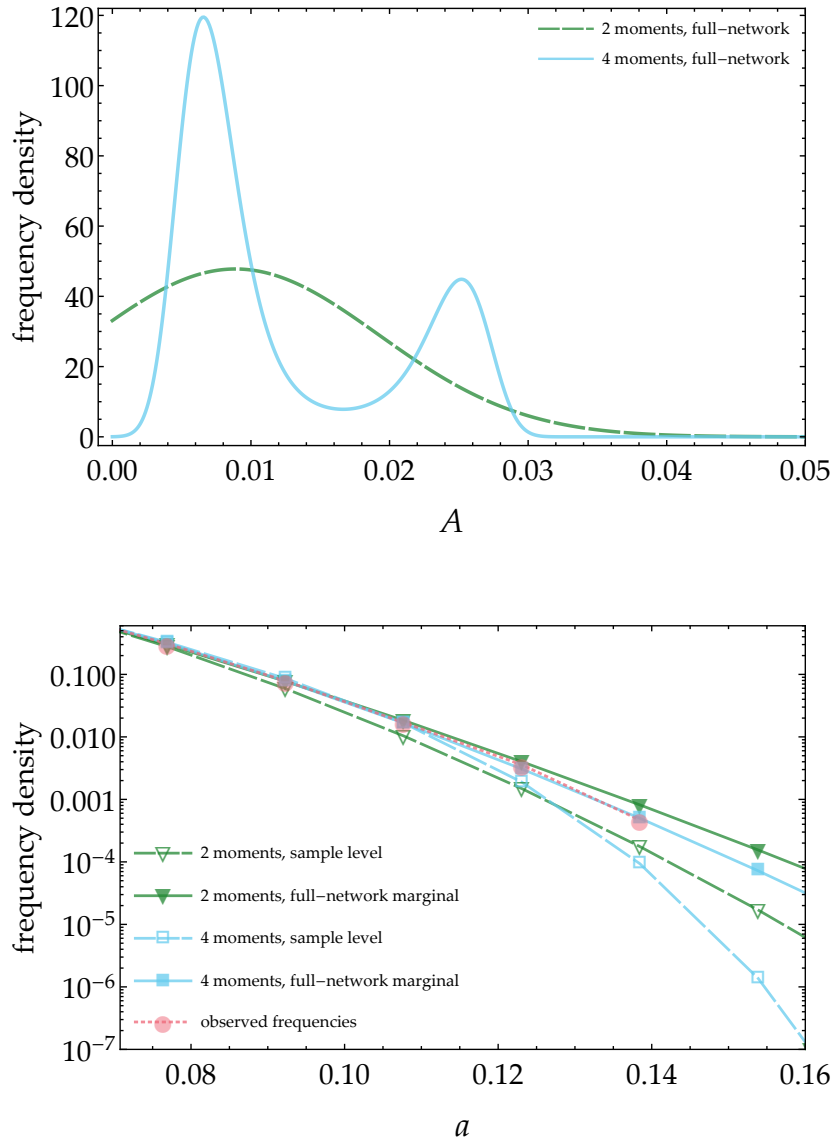 frequency density
120
100
80
60
40
20
0
2 moments, full-network
4 moments, full-network
0.00 0.01 0.02 0.03 0.04 0.05
A
frequency density
0.100
0.010
0.001
10⁻⁴
10⁻⁵
10⁻⁶
10⁻⁷
2 moments, sample level
2 moments, full-network marginal
4 moments, sample level
4 moments, full-network marginal
observed frequencies
0.08 0.10 0.12 0.14 0.16
a